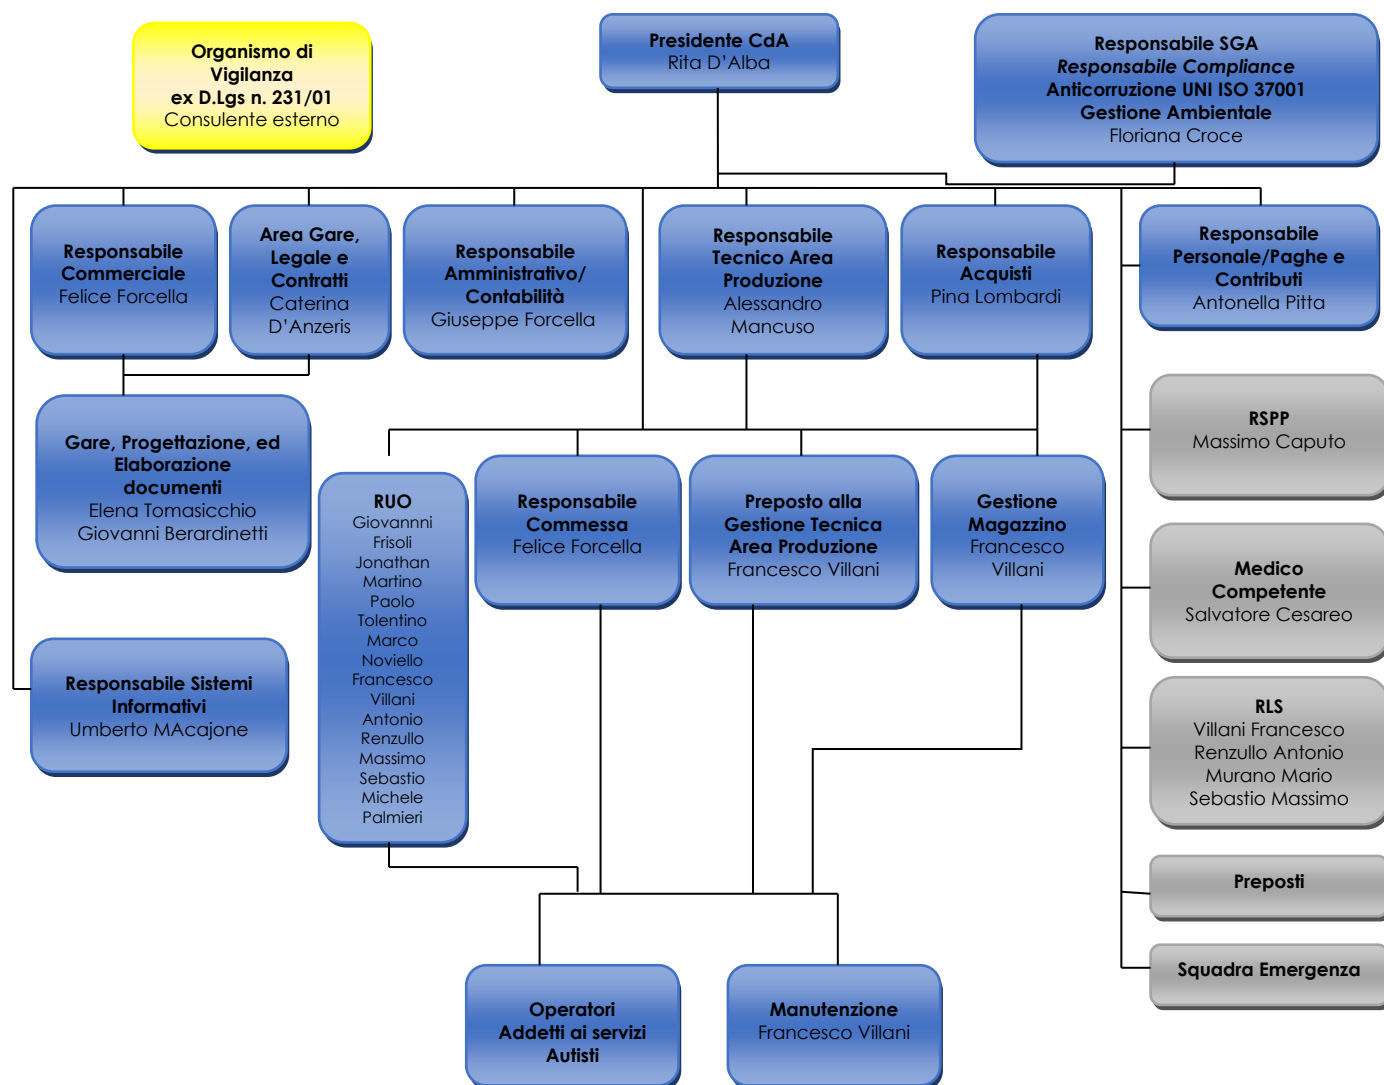 Organismo di
Vigilanza
ex D.Lgs n. 231/01
Consulente esterno
Presidente CdA
Rita D'Alba
Responsabile SGA
Responsabile Compliance
Anticorruzione UNI ISO 37001
Gestione Ambientale
Floriana Croce
Responsabile
Commerciale
Felice Forcella
Area Gare,
Legale e
Contratti
Caterina
D'Anzeris
Responsabile
Amministrativo/
Contabilità
Giuseppe Forcella
Responsabile
Tecnico Area
Produzione
Alessandro
Mancuso
Responsabile
Acquisti
Pina Lombardi
Responsabile
Personale/Paghe e
Contributi
Antonella Pitta
Gare, Progettazione, ed
Elaborazione
documenti
Elena Tomasicchio
Giovanni Berardinetti
RUO
Giovannni
Frisoli
Jonathan
Martino
Paolo
Tolentino
Marco
Noviello
Francesco
Villani
Antonio
Renzullo
Massimo
Sebastio
Michele
Palmieri
Responsabile
Commessa
Felice Forcella
Preposto alla
Gestione Tecnica
Area Produzione
Francesco Villani
Gestione
Magazzino
Francesco
Villani
RSPP
Massimo Caputo
Medico
Competente
Salvatore Cesareo
Responsabile Sistemi
Informativi
Umberto MAcajone
RLS
Villani Francesco
Renzullo Antonio
Murano Mario
Sebastio Massimo
Preposti
Squadra Emergenza
Operatori
Addetti ai servizi
Autisti
Manutenzione
Francesco Villani